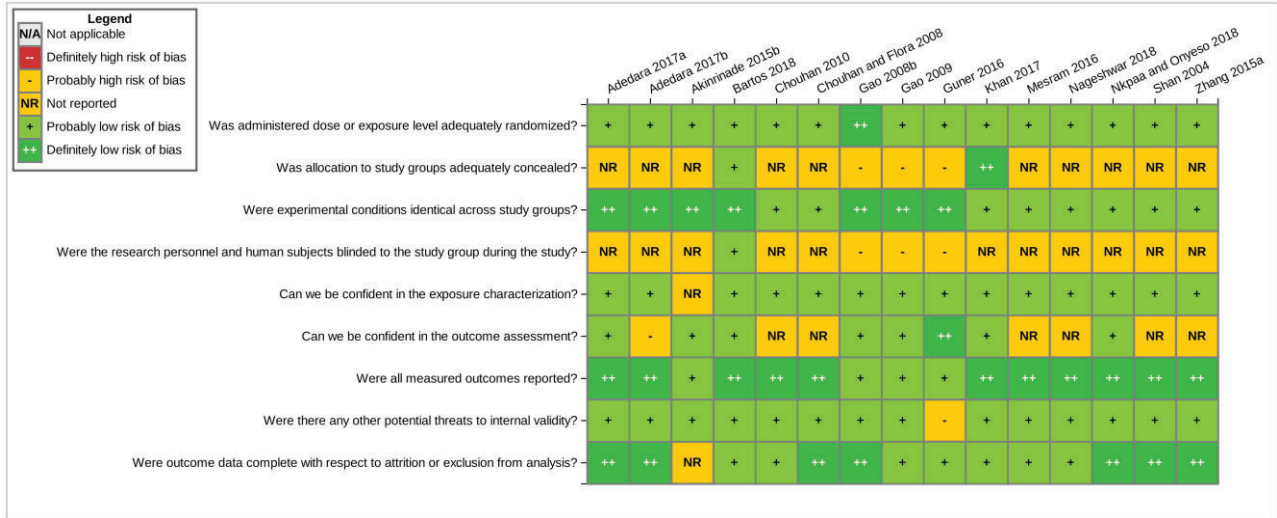 Legend
N/A Not applicable
-- Definitely high risk of bias
- Probably high risk of bias
NR Not reported
+ Probably low risk of bias
++ Definitely low risk of bias
Adedara 2017a
Adedara 2017b
Akinrinade 2015b
Bartos 2018
Chouhan 2010
Chouhan and Flora 2008
Gao 2008b
Gao 2009
Guner 2016
Khan 2017
Mesram 2016
Nageshwar 2018
Nkpaa and Onyeso 2018
Shan 2004
Zhang 2015a
Was administered dose or exposure level adequately randomized? + + + + + + ++ + + + + + + + +
Was allocation to study groups adequately concealed? NR NR NR + NR NR - - - ++ NR NR NR NR NR
Were experimental conditions identical across study groups? ++ ++ ++ ++ + + ++ ++ ++ + + + + + +
Were the research personnel and human subjects blinded to the study group during the study? NR NR NR + NR NR - - - NR NR NR NR NR NR
Can we be confident in the exposure characterization? + + NR + + + + + + + + + + + +
Can we be confident in the outcome assessment? + - + + NR NR + + ++ + NR NR + NR NR
Were all measured outcomes reported? ++ ++ + ++ ++ ++ + + + ++ ++ ++ ++ ++ ++
Were there any other potential threats to internal validity? + + + + + + + + - + + + + + +
Were outcome data complete with respect to attrition or exclusion from analysis? ++ ++ NR + + ++ ++ + + + + + ++ ++ ++